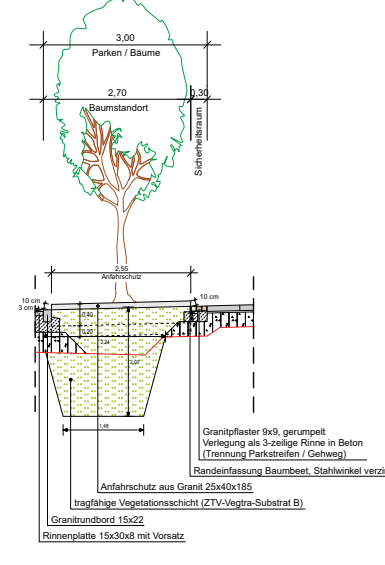 3,00
Parken / Bäume
2,70
0,30
Baumstandort
Sicherheitsraum
2,55
Anfahrschutz
10 cm
10 cm
3 cm
0,40
0,20
2,24
2,00
1,48
Granitpflaster 9x9, gerumpelt
Verlegung als 3-zeilige Rinne in Beton
(Trennung Parkstreifen / Gehweg)
Randeinfassung Baumbeet, Stahlwinkel verzi
Anfahrschutz aus Granit 25x40x185
tragfähige Vegetationsschicht (ZTV-Vegtra-Substrat B)
Granitrundbord 15x22
Rinnenplatte 15x30x8 mit Vorsatz